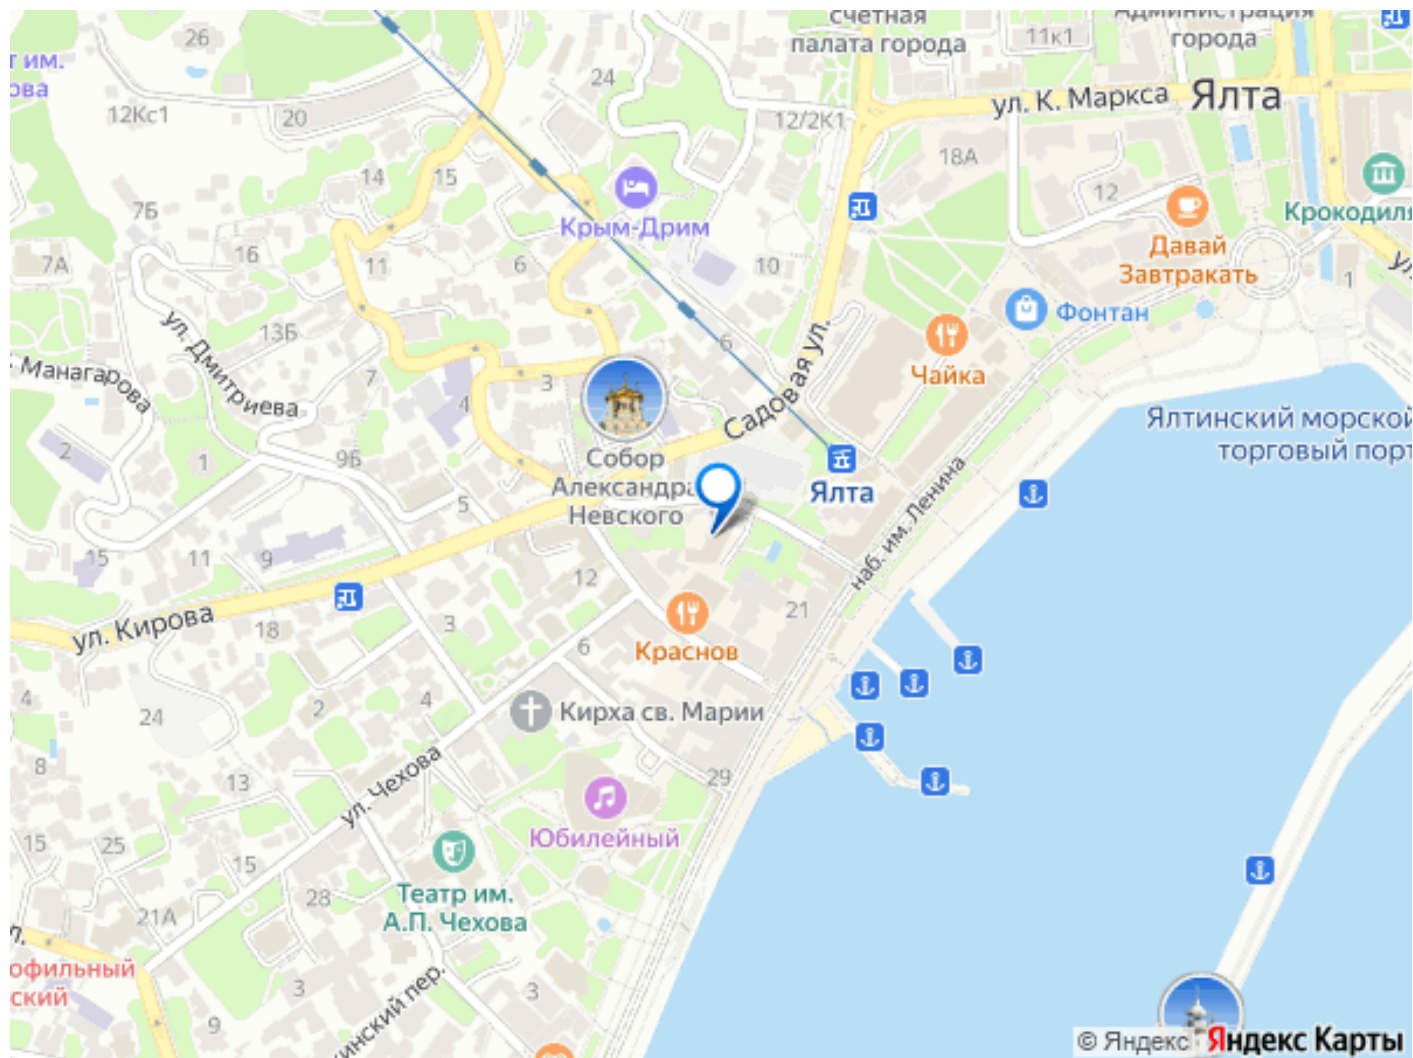 счётная
палата города
Администрация
города
11к1
26
24
12Кс1
20
12/2К1
ул. К. Маркса
Ялта
18А
14
15
12
7Б
Крым-Дрим
Давай
Завтракать
16
7А
11
6
10
1
13Б
Фонтан
ул. Дмитриева
6
Чайка
Манагарова
7
3
4
Садовая ул.
Ялтинский морской
торговый порт
2
1
9Б
Собор
Александра
Невского
Ялта
5
наб. им. Ленина
15
11
9
12
21
ул. Кирова
18
3
6
Краснов
4
24
2
4
Кирха св. Марии
8
13
29
ул. Чехова
Юбилейный
15
25
15
Театр им.
А.П. Чехова
28
21А
3
3
9
© Яндекс Яндекс Карты